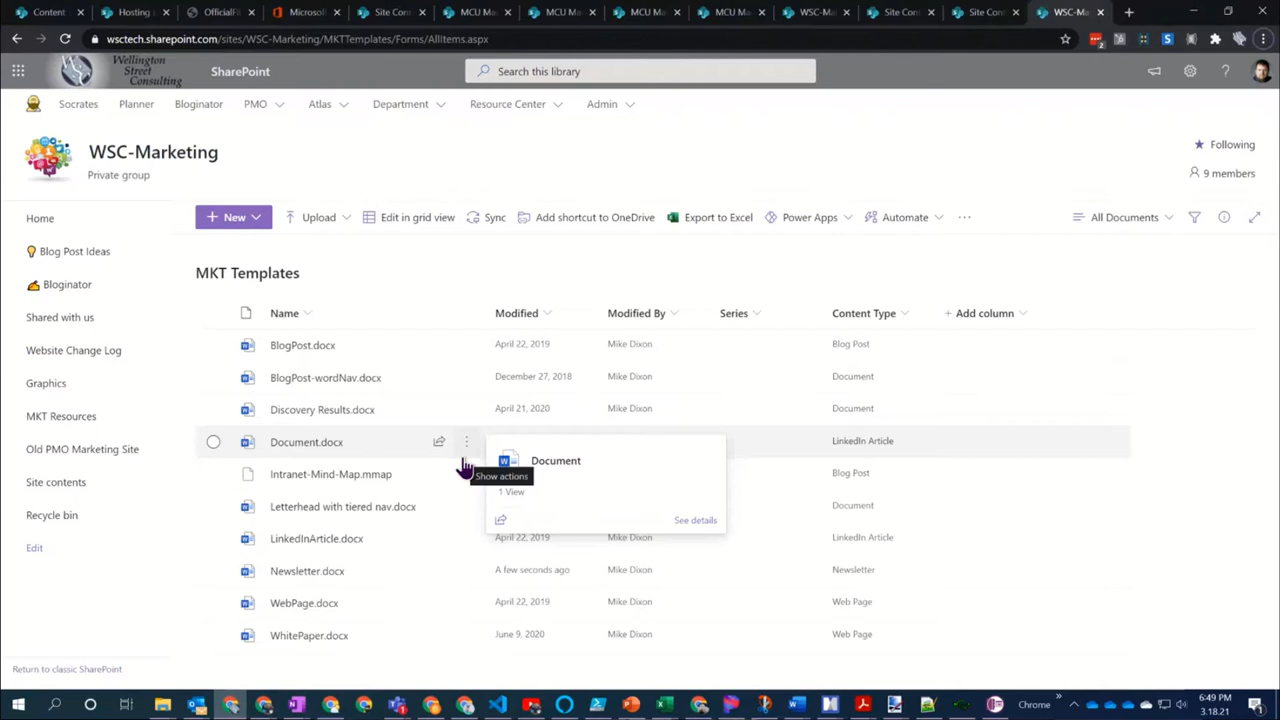 Content
Hosting
OfficialFi
Microsof
Site Cont
MCU Ma
MCU Ma
MCU Ma
MCU Ma
WSC-Ma
Site Cont
Site Cont
WSC-Ma
wsctech.sharepoint.com/sites/WSC-Marketing/MKTTemplates/Forms/AllItems.aspx
Wellington
Street
Consulting
SharePoint
Search this library
Socrates Planner Bloginator PMO Atlas Department Resource Center Admin
WSC-Marketing
Private group
Following
9 members
New Upload Edit in grid view Sync Add shortcut to OneDrive Export to Excel Power Apps Automate ··· All Documents
Home
Blog Post Ideas
Bloginator
Shared with us
Website Change Log
Graphics
MKT Resources
Old PMO Marketing Site
Site contents
Recycle bin
Edit
Return to classic SharePoint
MKT Templates
Name Modified Modified By Series Content Type + Add column
BlogPost.docx April 22, 2019 Mike Dixon Blog Post
BlogPost-wordNav.docx December 27, 2018 Mike Dixon Document
Discovery Results.docx April 21, 2020 Mike Dixon Document
Document.docx LinkedIn Article
Document
Show actions
1 View
See details
Intranet-Mind-Map.mmap Blog Post
Letterhead with tiered nav.docx Document
LinkedInArticle.docx April 22, 2019 Mike Dixon LinkedIn Article
Newsletter.docx A few seconds ago Mike Dixon Newsletter
WebPage.docx April 22, 2019 Mike Dixon Web Page
WhitePaper.docx June 9, 2020 Mike Dixon Web Page
Chrome
6:49 PM
3.18.21